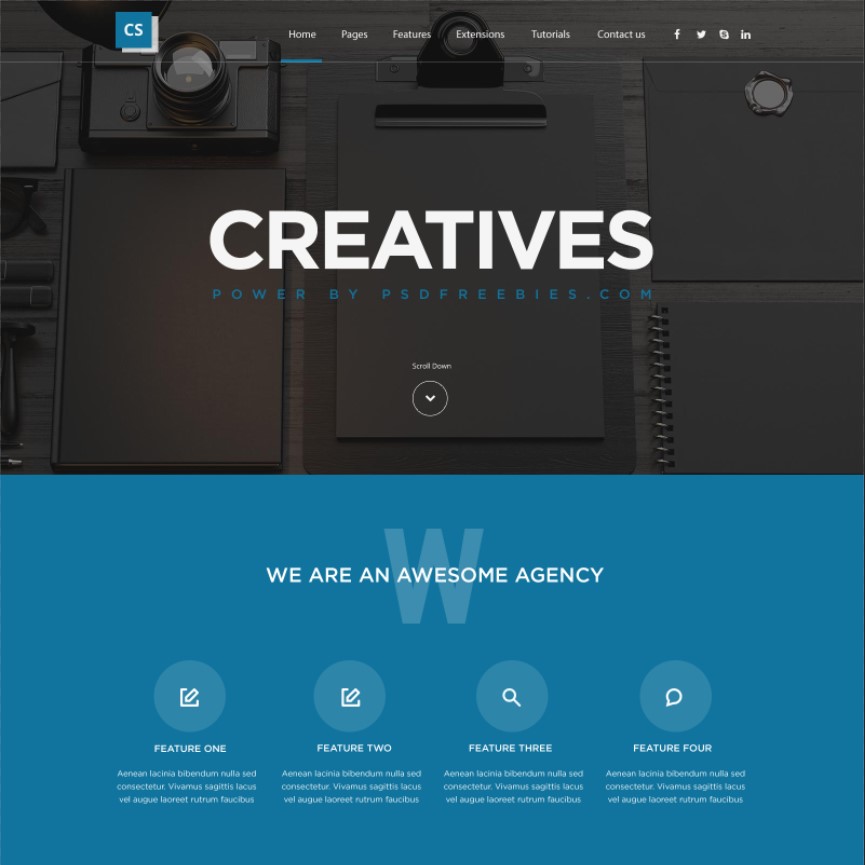 CS
Home Pages Features Extensions Tutorials Contact us
CREATIVES
POWER BY PSDFREEBIES.COM
Scroll Down
W
WE ARE AN AWESOME AGENCY
FEATURE ONE FEATURE TWO FEATURE THREE FEATURE FOUR
Aenean lacinia bibendum nulla sed Aenean lacinia bibendum nulla sed Aenean lacinia bibendum nulla sed Aenean lacinia bibendum nulla sed
consectetur. Vivamus sagittis lacus consectetur. Vivamus sagittis lacus consectetur. Vivamus sagittis lacus consectetur. Vivamus sagittis lacus
vel augue laoreet rutrum faucibus vel augue laoreet rutrum faucibus vel augue laoreet rutrum faucibus vel augue laoreet rutrum faucibus